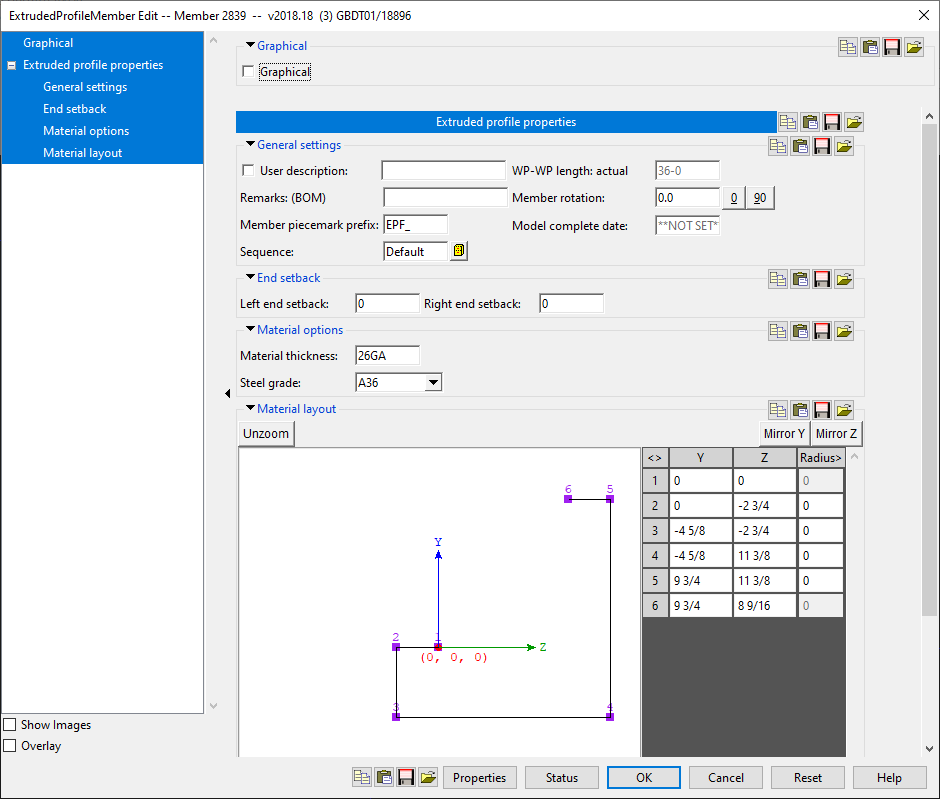 ExtrudedProfileMember Edit -- Member 2839 -- v2018.18 (3) GBDT01/18896
Graphical
Extruded profile properties
General settings
End setback
Material options
Material layout
Graphical
Graphical
Extruded profile properties
General settings
User description: WP-WP length: actual 36-0
Remarks: (BOM) Member rotation: 0.0 0 90
Member piecemark prefix: EPF_ Model complete date: **NOT SET*
Sequence: Default
End setback
Left end setback: 0 Right end setback: 0
Material options
Material thickness: 26GA
Steel grade: A36
Material layout
Unzoom Mirror Y Mirror Z
<> Y Z Radius>
1 0 0 0
2 0 -2 3/4 0
3 -4 5/8 -2 3/4 0
4 -4 5/8 11 3/8 0
5 9 3/4 11 3/8 0
6 9 3/4 8 9/16 0
6 5
Y
2 1 Z
(0, 0, 0)
3 4
Show Images
Overlay
Properties Status OK Cancel Reset Help